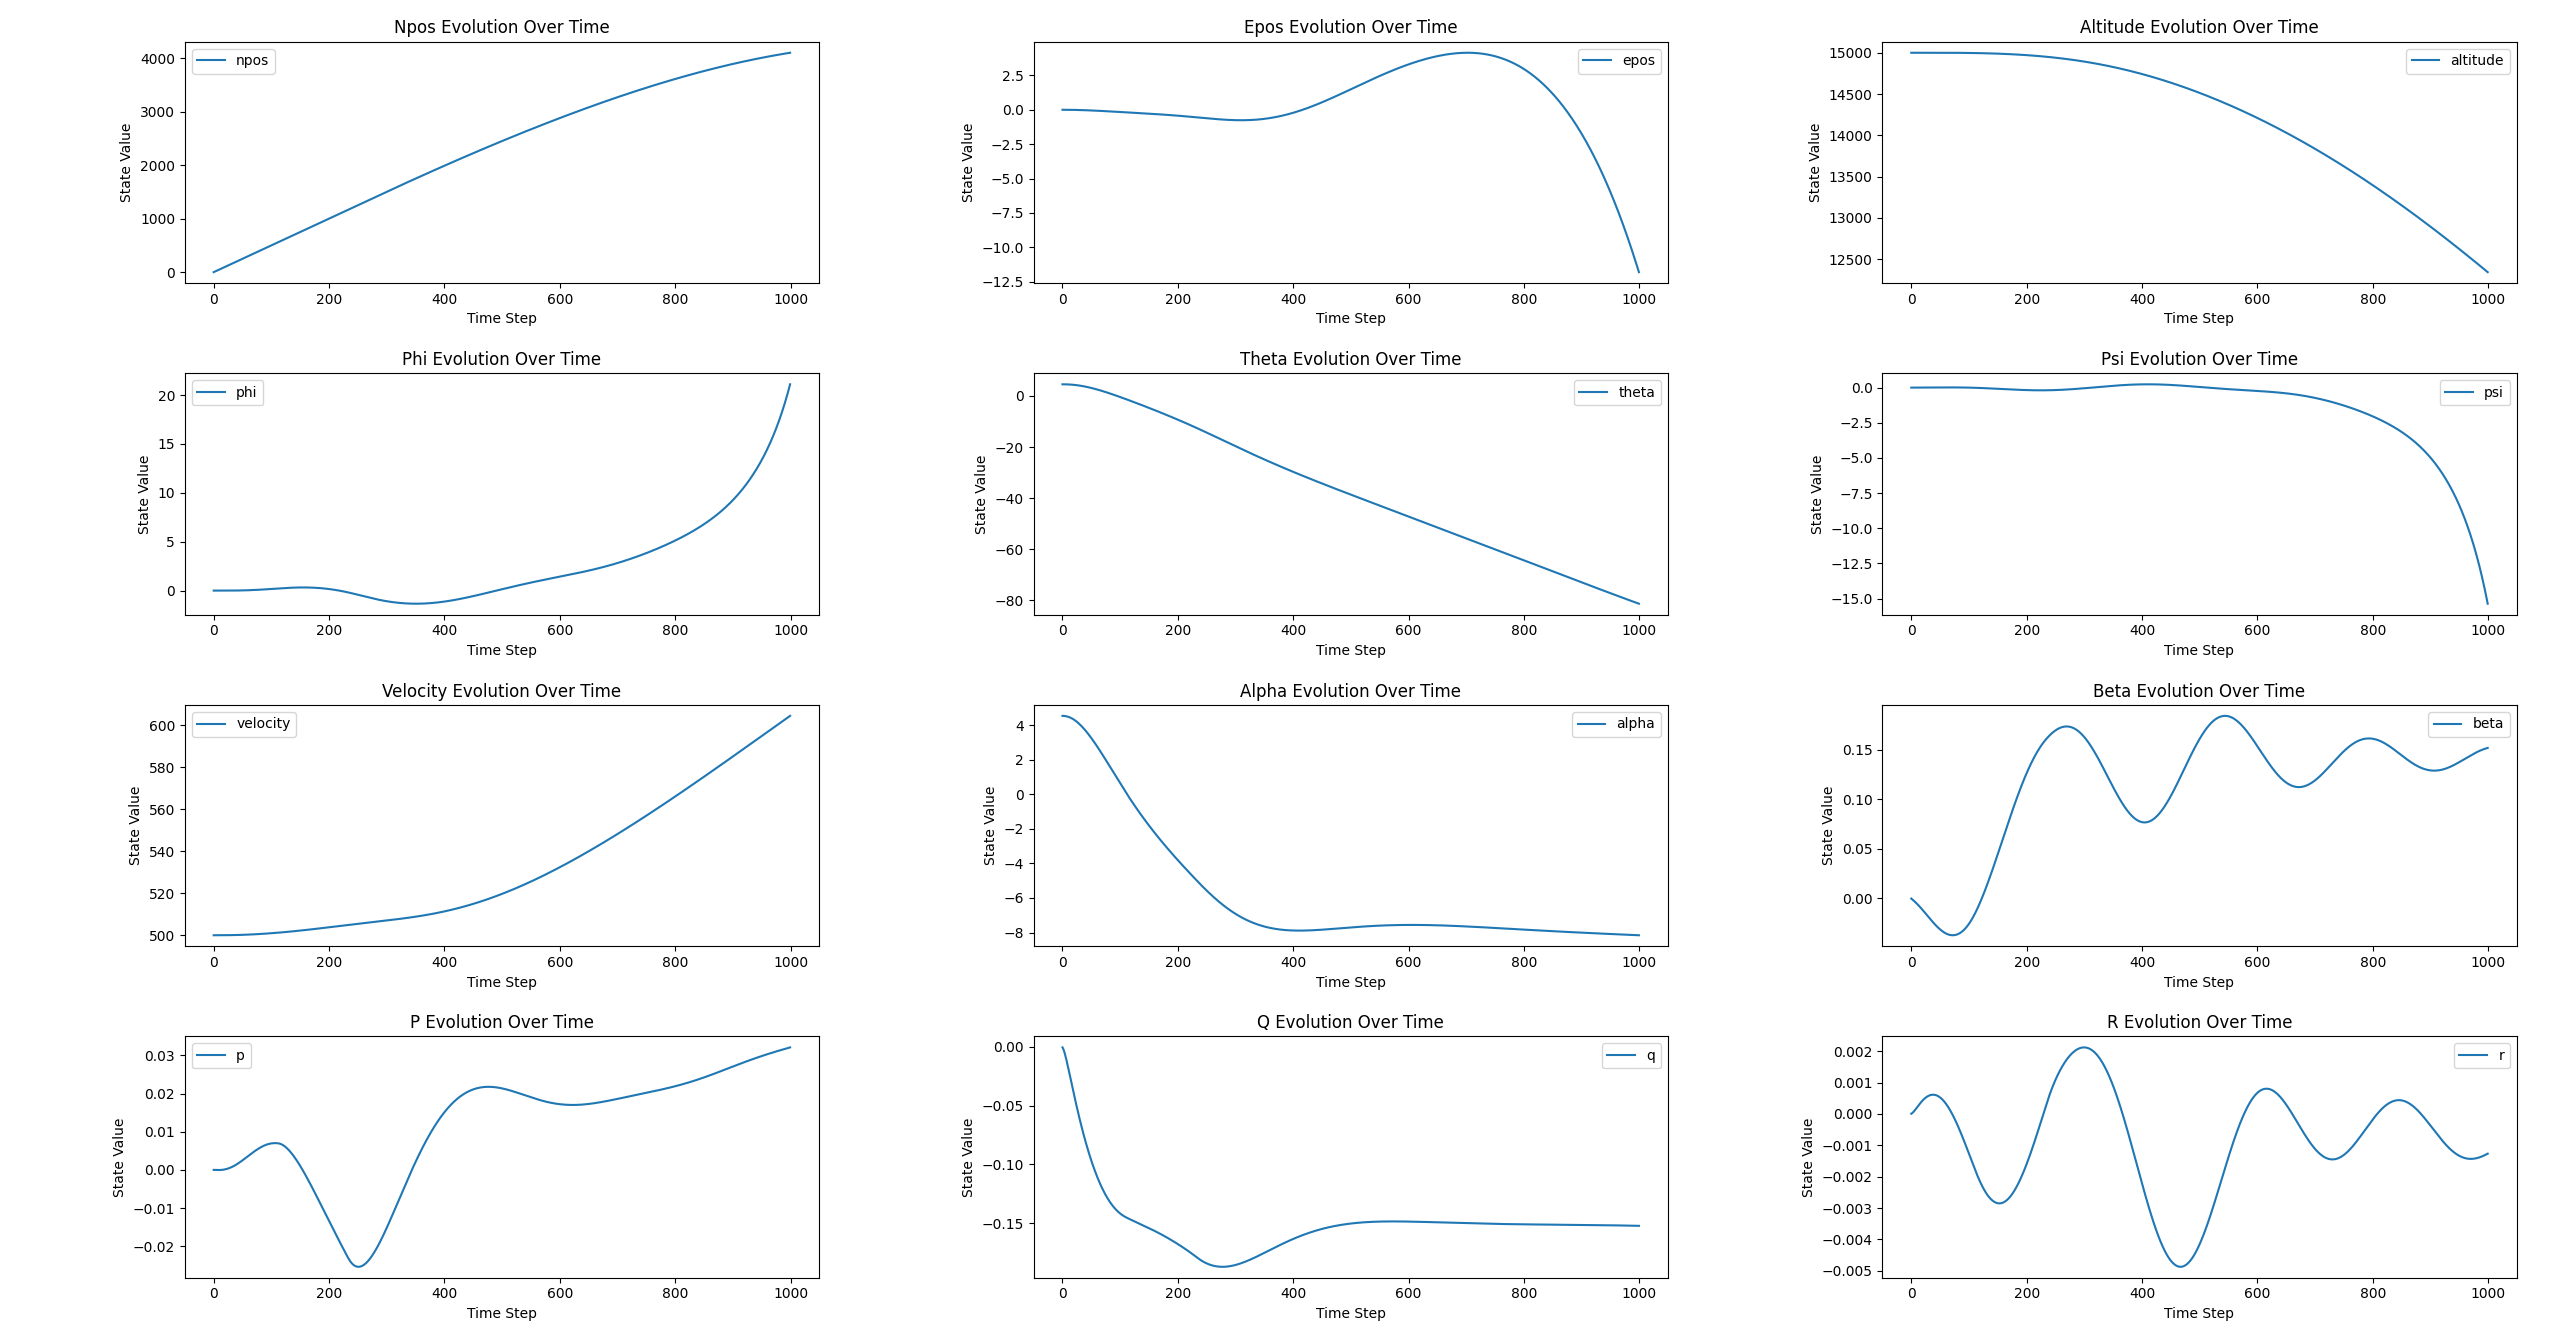 Npos Evolution Over Time
State Value
4000
3000
2000
1000
0
npos
0 200 400 600 800 1000
Time Step
Epos Evolution Over Time
State Value
2.5
0.0
−2.5
−5.0
−7.5
−10.0
−12.5
epos
0 200 400 600 800 1000
Time Step
Altitude Evolution Over Time
State Value
15000
14500
14000
13500
13000
12500
altitude
0 200 400 600 800 1000
Time Step
Phi Evolution Over Time
State Value
20
15
10
5
0
phi
0 200 400 600 800 1000
Time Step
Theta Evolution Over Time
State Value
0
−20
−40
−60
−80
theta
0 200 400 600 800 1000
Time Step
Psi Evolution Over Time
State Value
0.0
−2.5
−5.0
−7.5
−10.0
−12.5
−15.0
psi
0 200 400 600 800 1000
Time Step
Velocity Evolution Over Time
State Value
600
580
560
540
520
500
velocity
0 200 400 600 800 1000
Time Step
Alpha Evolution Over Time
State Value
4
2
0
−2
−4
−6
−8
alpha
0 200 400 600 800 1000
Time Step
Beta Evolution Over Time
State Value
0.15
0.10
0.05
0.00
beta
0 200 400 600 800 1000
Time Step
P Evolution Over Time
State Value
0.03
0.02
0.01
0.00
−0.01
−0.02
p
0 200 400 600 800 1000
Time Step
Q Evolution Over Time
State Value
0.00
−0.05
−0.10
−0.15
q
0 200 400 600 800 1000
Time Step
R Evolution Over Time
State Value
0.002
0.001
0.000
−0.001
−0.002
−0.003
−0.004
−0.005
r
0 200 400 600 800 1000
Time Step